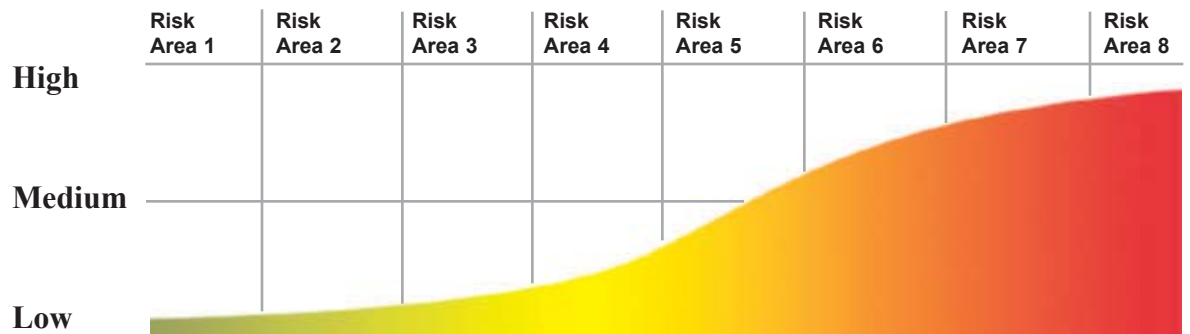 Risk Area 1
Risk Area 2
Risk Area 3
Risk Area 4
Risk Area 5
Risk Area 6
Risk Area 7
Risk Area 8
High
Medium
Low